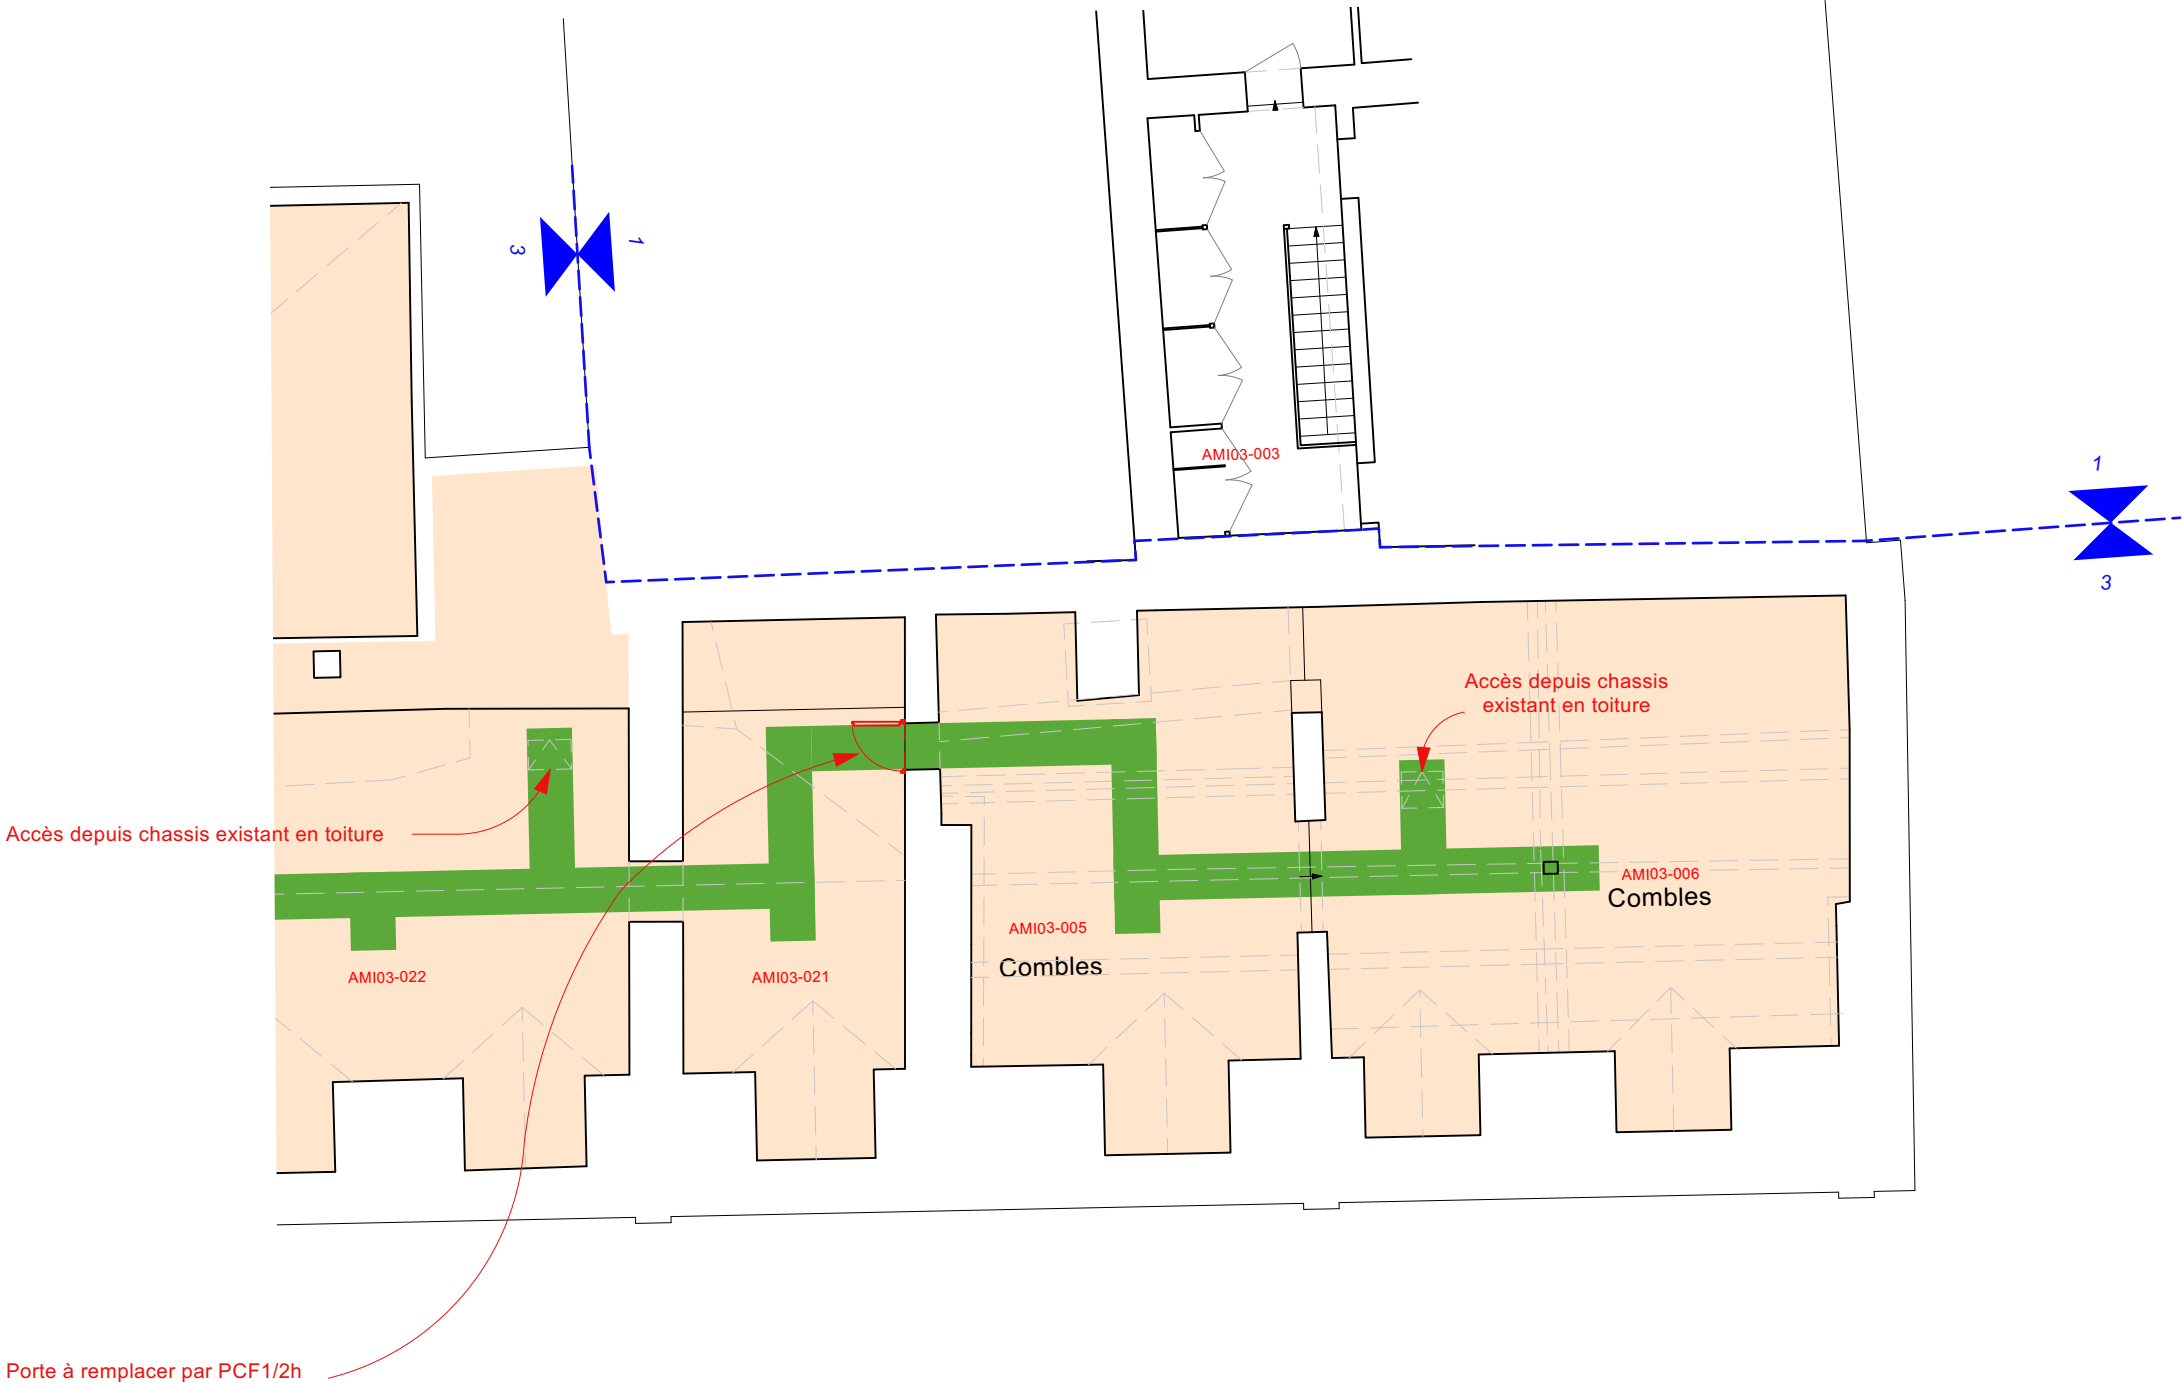 3
1
AMI03-003
1
3
Accès depuis chassis
existant en toiture
Accès depuis chassis existant en toiture
AMI03-006
Combles
AMI03-005
Combles
AMI03-022
AMI03-021
Porte à remplacer par PCF1/2h